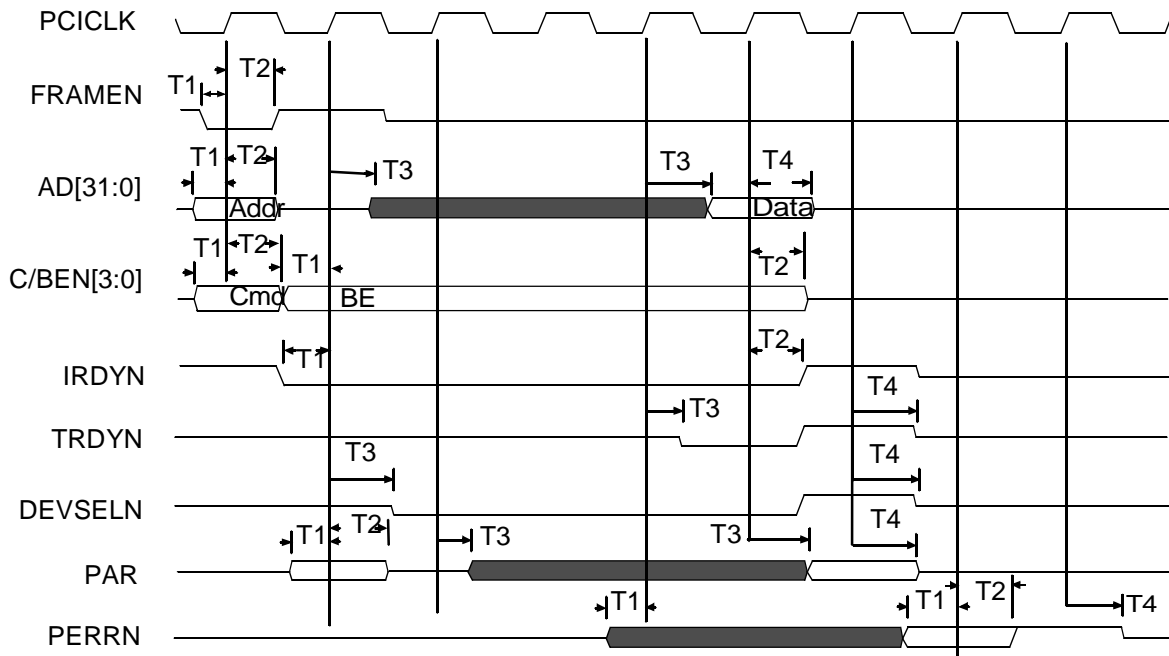 PCICLK
T1 T2
FRAMEN
T1 T2 T3 T3 T4
AD[31:0]
Addr Data
T1 T2 T1 T2
C/BEN[3:0]
Cmd BE
T1 T2
IRDYN
T3 T4
TRDYN
T3 T4
DEVSELN
T1 T2 T3 T3 T4
PAR
T1 T1 T2 T4
PERRN